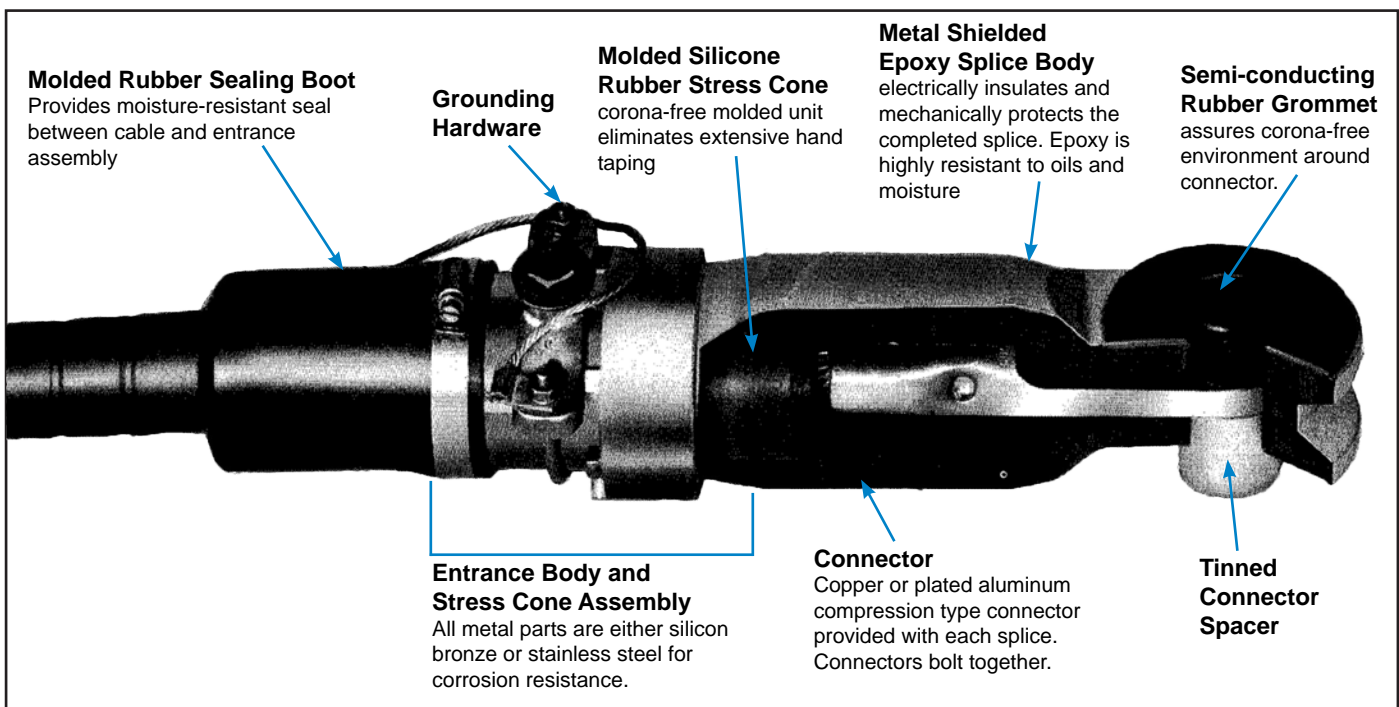 Molded Rubber Sealing Boot
Provides moisture-resistant seal
between cable and entrance
assembly
Grounding
Hardware
Molded Silicone
Rubber Stress Cone
corona-free molded unit
eliminates extensive hand
taping
Metal Shielded
Epoxy Splice Body
electrically insulates and
mechanically protects the
completed splice. Epoxy is
highly resistant to oils and
moisture
Semi-conducting
Rubber Grommet
assures corona-free
environment around
connector.
Entrance Body and
Stress Cone Assembly
All metal parts are either silicon
bronze or stainless steel for
corrosion resistance.
Connector
Copper or plated aluminum
compression type connector
provided with each splice.
Connectors bolt together.
Tinned
Connector
Spacer